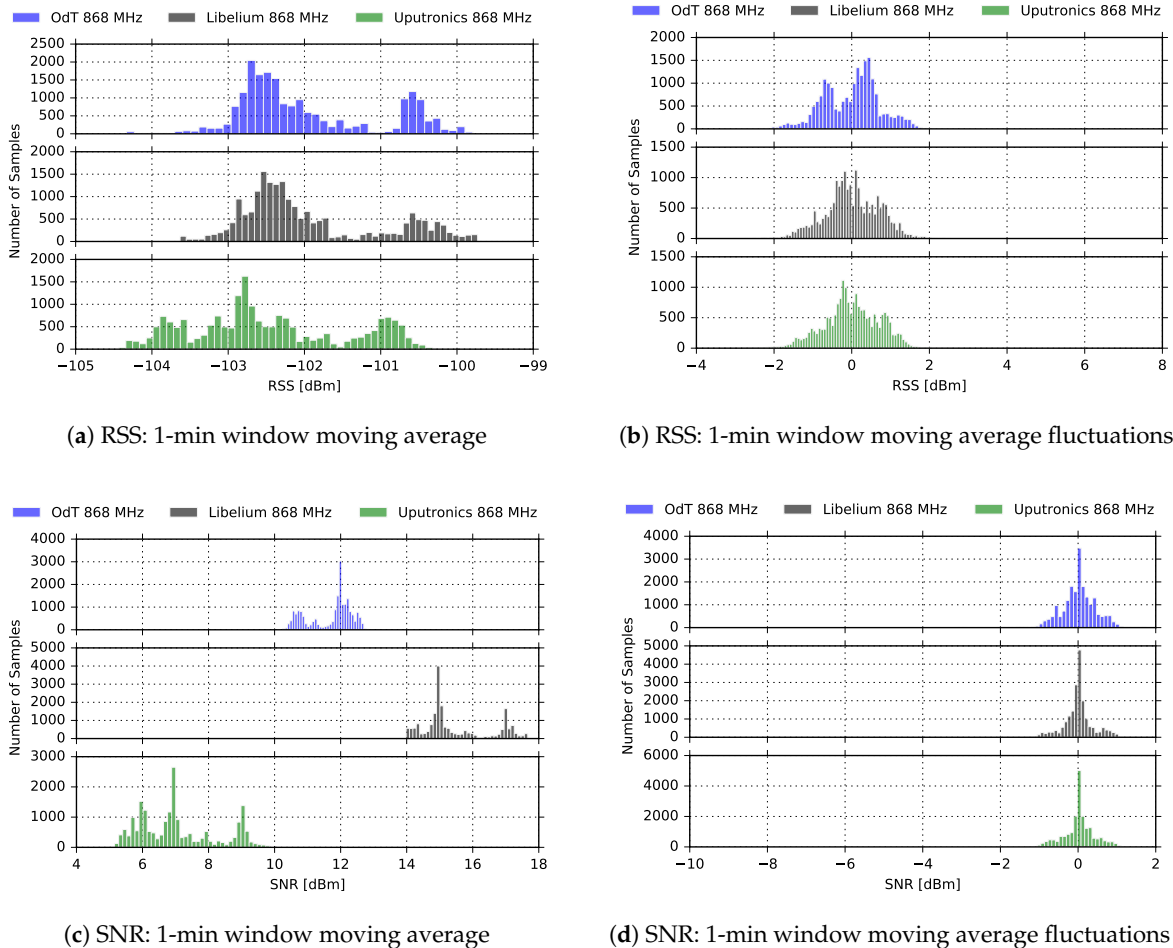 OdT 868 MHz Libelium 868 MHz Uputronics 868 MHz
2500
2000
1500
1000
500
0
2000
1500
1000
500
0
2000
1500
1000
500
0
Number of Samples
−105 −104 −103 −102 −101 −100 −99
RSS [dBm]
(a) RSS: 1-min window moving average
OdT 868 MHz Libelium 868 MHz Uputronics 868 MHz
2000
1500
1000
500
0
1500
1000
500
0
1500
1000
500
0
Number of Samples
−4 −2 0 2 4 6 8
RSS [dBm]
(b) RSS: 1-min window moving average fluctuations
OdT 868 MHz Libelium 868 MHz Uputronics 868 MHz
4000
3000
2000
1000
0
5000
4000
3000
2000
1000
0
3000
2000
1000
0
Number of Samples
4 6 8 10 12 14 16 18
SNR [dBm]
(c) SNR: 1-min window moving average
OdT 868 MHz Libelium 868 MHz Uputronics 868 MHz
4000
3000
2000
1000
0
5000
4000
3000
2000
1000
0
6000
4000
2000
0
Number of Samples
−10 −8 −6 −4 −2 0 2
SNR [dBm]
(d) SNR: 1-min window moving average fluctuations